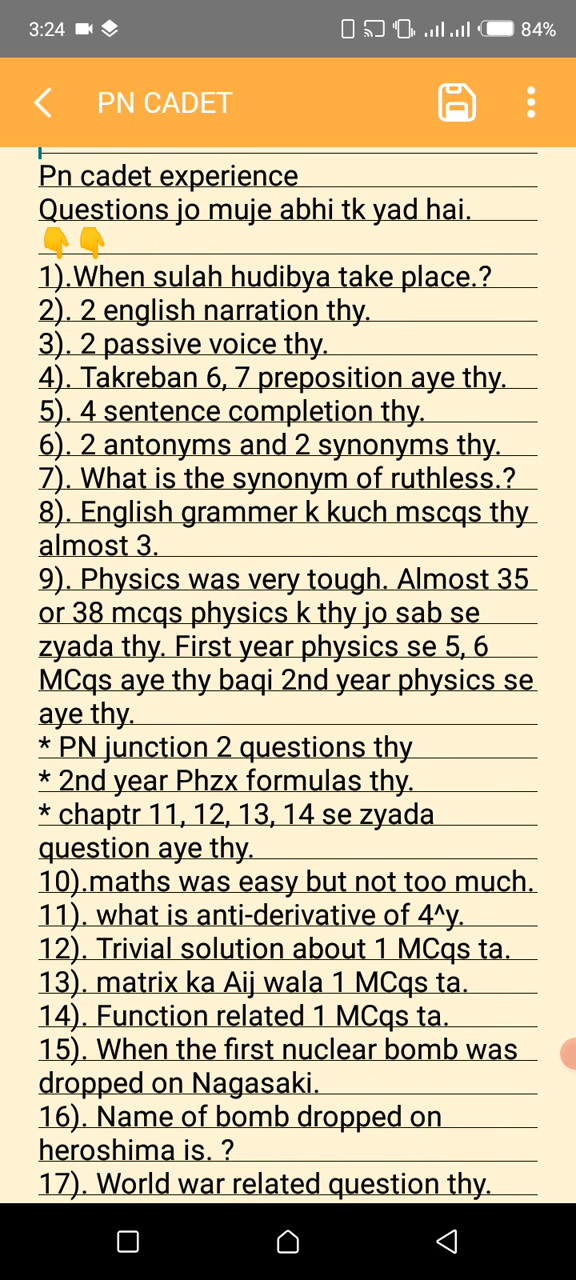 3:24
84%
PN CADET
Pn cadet experience
Questions jo muje abhi tk yad hai.
👇👇
1).When sulah hudibya take place.?
2). 2 english narration thy.
3). 2 passive voice thy.
4). Takreban 6, 7 preposition aye thy.
5). 4 sentence completion thy.
6). 2 antonyms and 2 synonyms thy.
7). What is the synonym of ruthless.?
8). English grammer k kuch mscqs thy
almost 3.
9). Physics was very tough. Almost 35
or 38 mcqs physics k thy jo sab se
zyada thy. First year physics se 5, 6
MCqs aye thy baqi 2nd year physics se
aye thy.
* PN junction 2 questions thy
* 2nd year Phzx formulas thy.
* chaptr 11, 12, 13, 14 se zyada
question aye thy.
10).maths was easy but not too much.
11). what is anti-derivative of 4^y.
12). Trivial solution about 1 MCqs ta.
13). matrix ka Aij wala 1 MCqs ta.
14). Function related 1 MCqs ta.
15). When the first nuclear bomb was
dropped on Nagasaki.
16). Name of bomb dropped on
heroshima is. ?
17). World war related question thy.